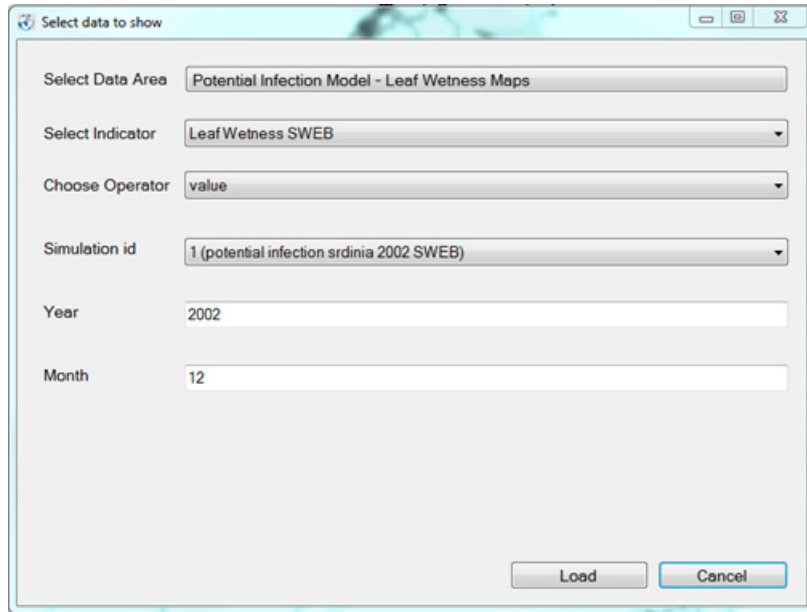 Select data to show
Select Data Area Potential Infection Model - Leaf Wetness Maps
Select Indicator Leaf Wetness SWEB
Choose Operator value
Simulation id 1 (potential infection srdinia 2002 SWEB)
Year 2002
Month 12
Load Cancel